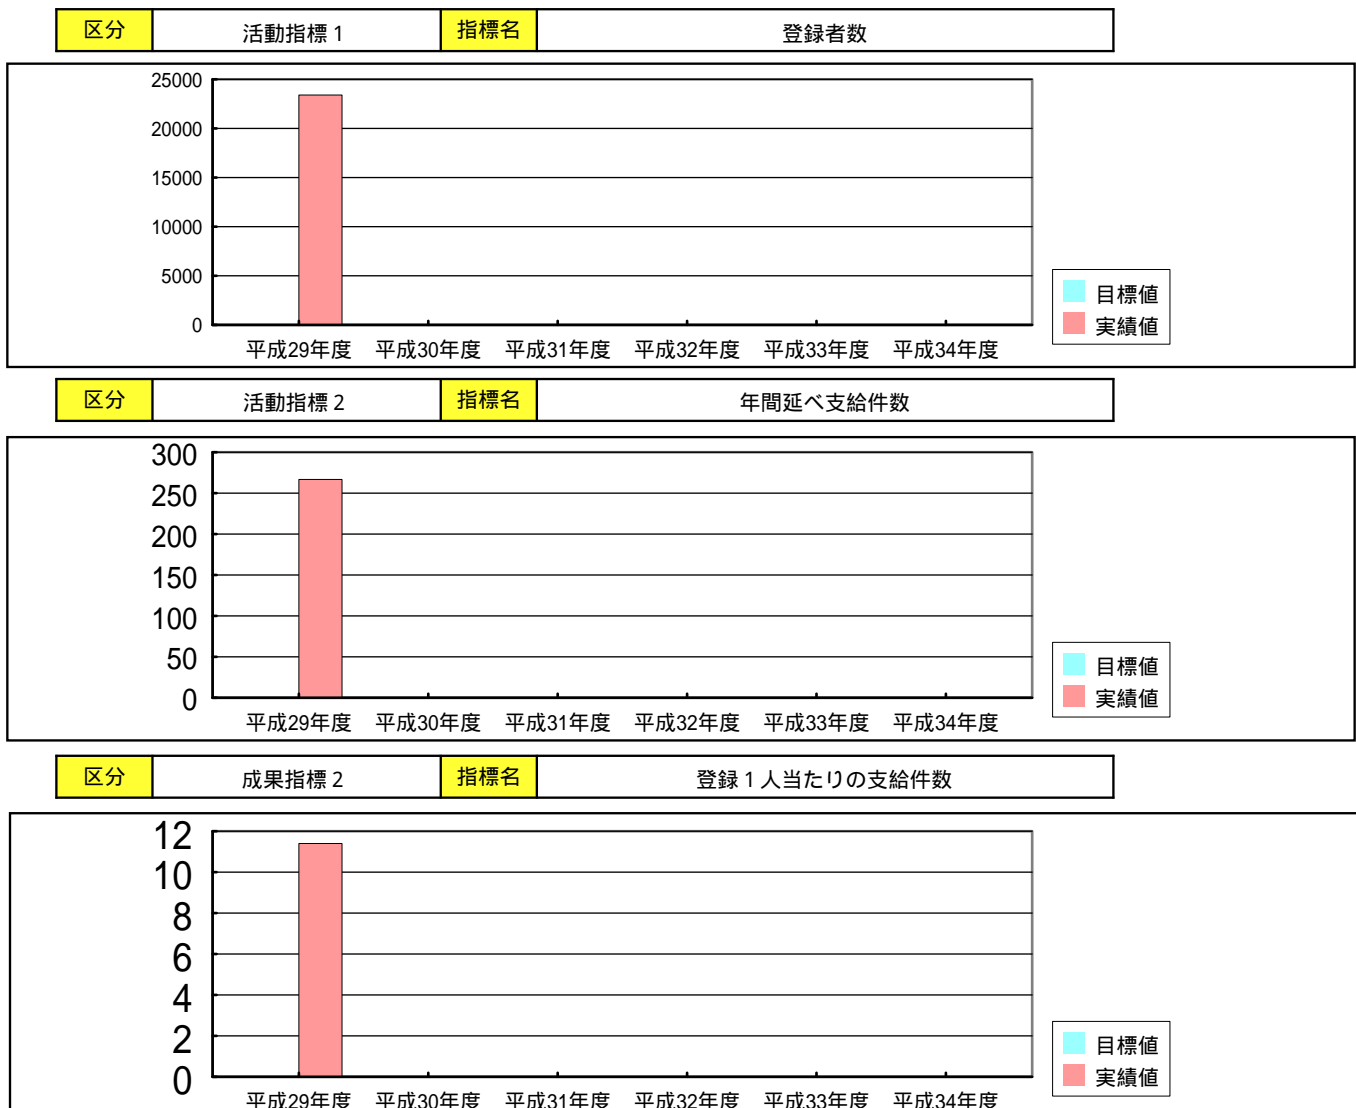 区分 活動指標１ 指標名 登録者数
25000
20000
15000
10000
5000
0
目標値
実績値
平成29年度 平成30年度 平成31年度 平成32年度 平成33年度 平成34年度
区分 活動指標２ 指標名 年間延べ支給件数
300
250
200
150
100
50
0
目標値
実績値
平成29年度 平成30年度 平成31年度 平成32年度 平成33年度 平成34年度
区分 成果指標２ 指標名 登録１人当たりの支給件数
12
10
8
6
4
2
0
目標値
実績値
平成29年度 平成30年度 平成31年度 平成32年度 平成33年度 平成34年度